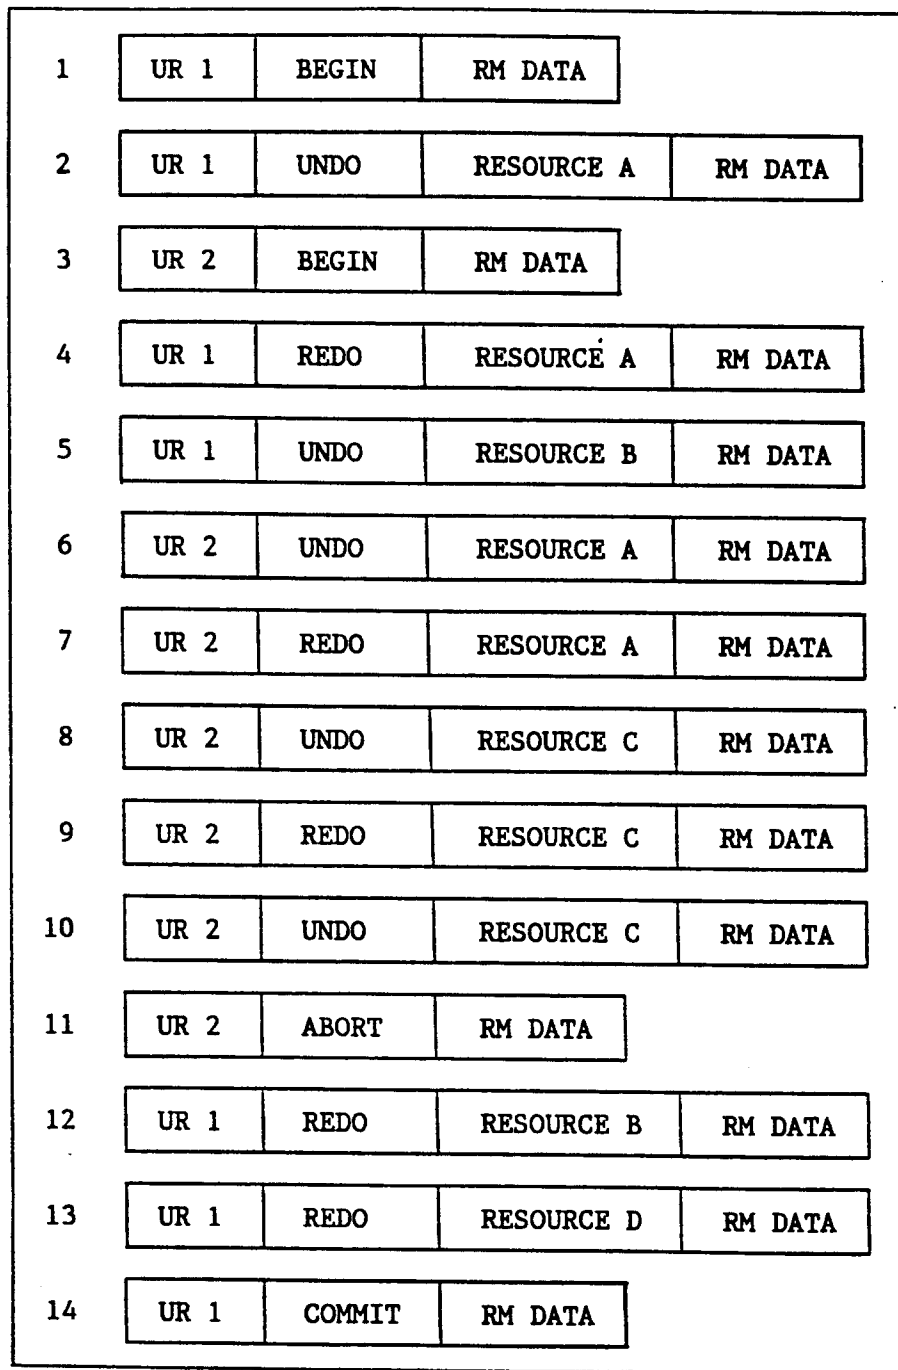 1 UR 1 BEGIN RM DATA
2 UR 1 UNDO RESOURCE A RM DATA
3 UR 2 BEGIN RM DATA
4 UR 1 REDO RESOURCE A RM DATA
5 UR 1 UNDO RESOURCE B RM DATA
6 UR 2 UNDO RESOURCE A RM DATA
7 UR 2 REDO RESOURCE A RM DATA
8 UR 2 UNDO RESOURCE C RM DATA
9 UR 2 REDO RESOURCE C RM DATA
10 UR 2 UNDO RESOURCE C RM DATA
11 UR 2 ABORT RM DATA
12 UR 1 REDO RESOURCE B RM DATA
13 UR 1 REDO RESOURCE D RM DATA
14 UR 1 COMMIT RM DATA